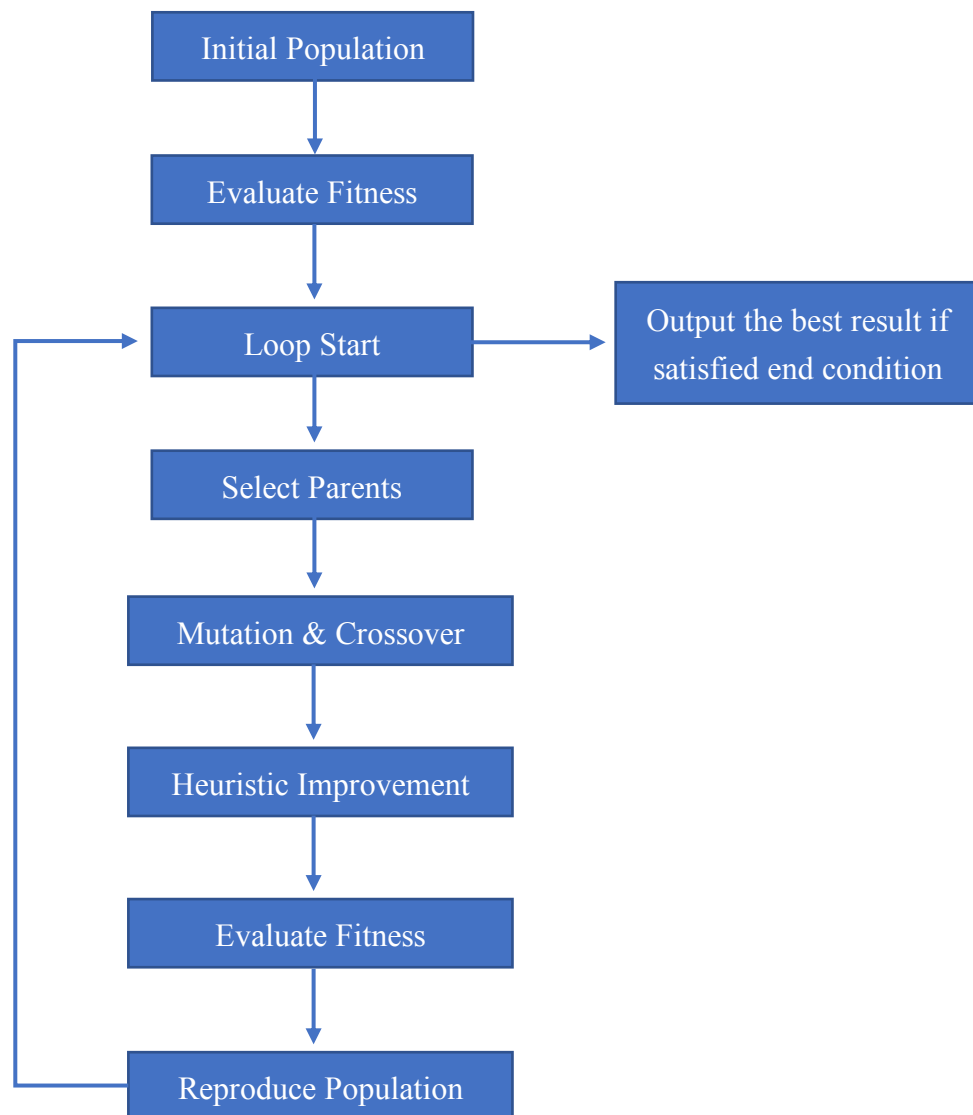 Initial Population
Evaluate Fitness
Loop Start
Output the best result if
satisfied end condition
Select Parents
Mutation & Crossover
Heuristic Improvement
Evaluate Fitness
Reproduce Population